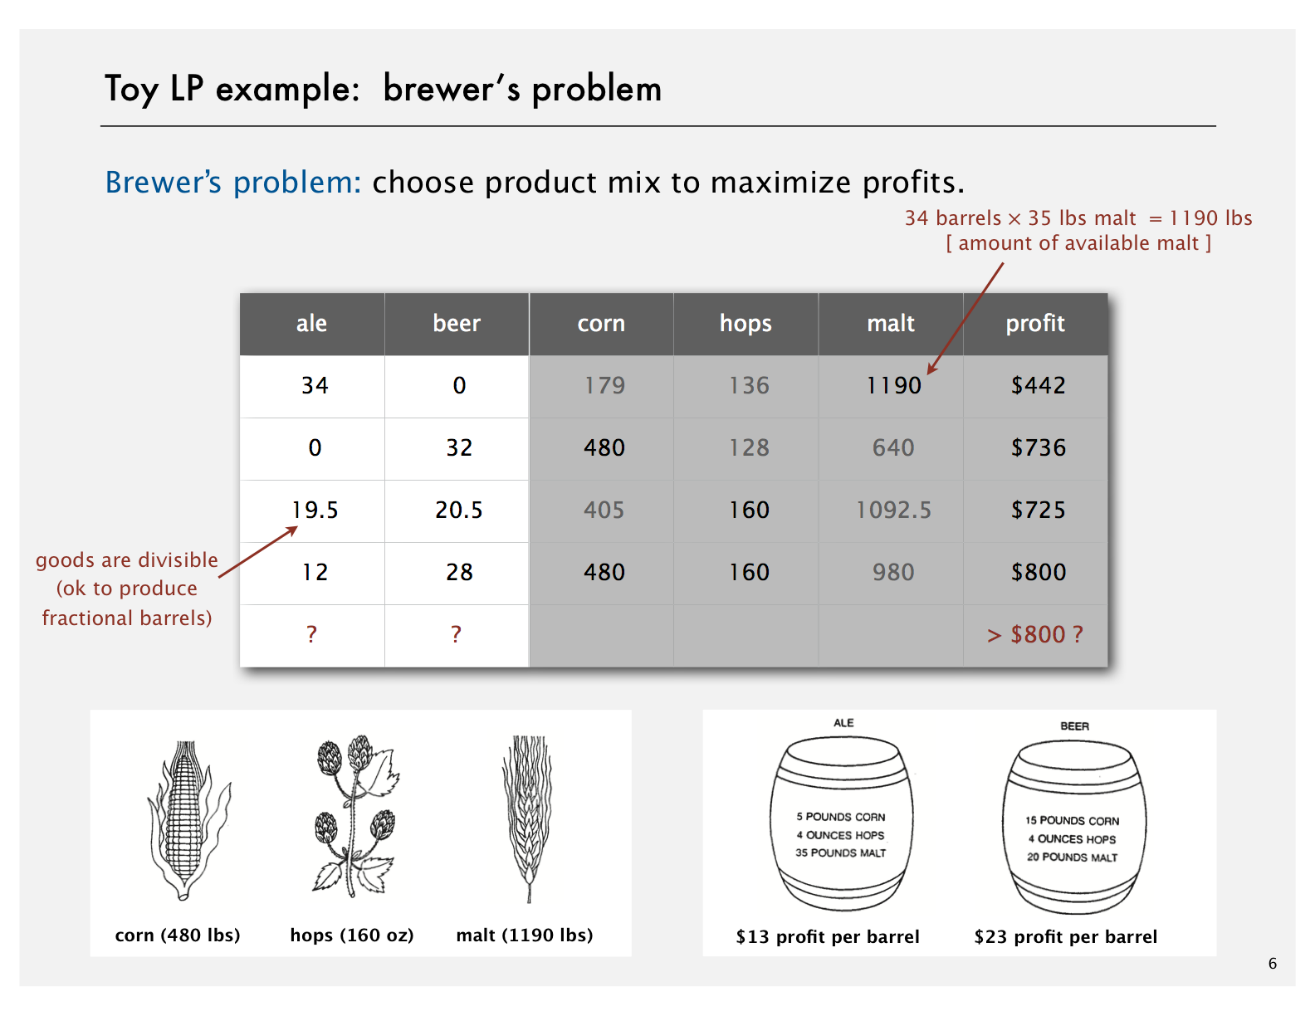 Toy LP example: brewer's problem
Brewer's problem: choose product mix to maximize profits.
34 barrels × 35 lbs malt = 1190 lbs
[ amount of available malt ]
ale beer corn hops malt profit
34 0 179 136 1190 $442
0 32 480 128 640 $736
19.5 20.5 405 160 1092.5 $725
12 28 480 160 980 $800
? ? > $800 ?
goods are divisible
(ok to produce
fractional barrels)
corn (480 lbs) hops (160 oz) malt (1190 lbs)
ALE
5 POUNDS CORN
4 OUNCES HOPS
35 POUNDS MALT
$13 profit per barrel
BEER
15 POUNDS CORN
4 OUNCES HOPS
20 POUNDS MALT
$23 profit per barrel
6